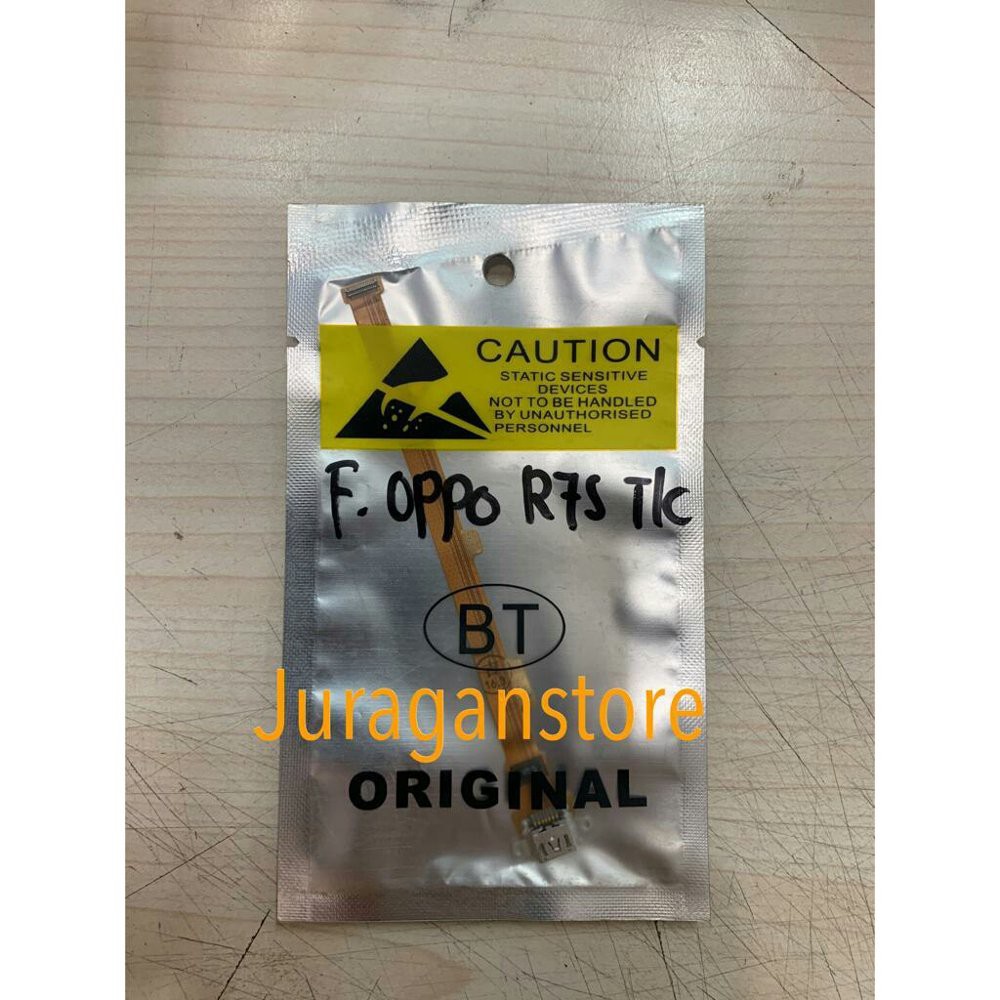 CAUTION
STATIC SENSITIVE
DEVICES
NOT TO BE HANDLED
BY UNAUTHORISED
PERSONNEL
F. OPPO R7S T/C
BT
Juraganstore
ORIGINAL